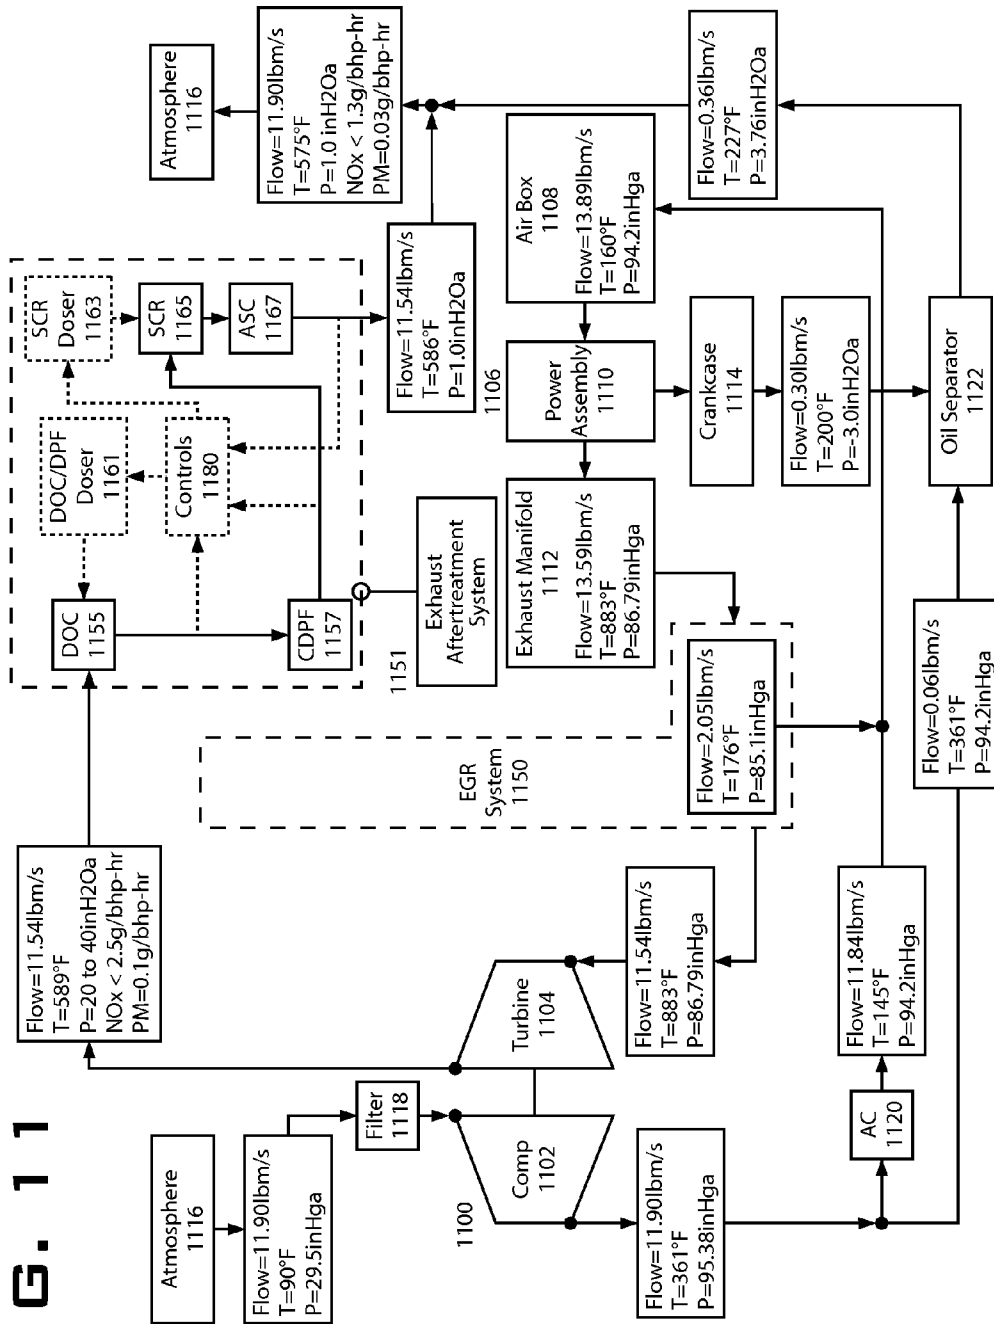 G. 11
Atmosphere
1116
Flow=11.90lbm/s
T=90°F
P=29.5inHga
Filter
1118
Comp
1102
1100
Flow=11.90lbm/s
T=361°F
P=95.38inHga
AC
1120
Flow=11.84lbm/s
T=145°F
P=94.2inHga
Flow=0.06lbm/s
T=361°F
P=94.2inHga
Turbine
1104
Flow=11.54lbm/s
T=883°F
P=86.79inHga
Flow=11.54lbm/s
T=589°F
P=20 to 40inH2Oa
NOx < 2.5g/bhp-hr
PM=0.1g/bhp-hr
EGR
System
1150
Flow=2.05lbm/s
T=176°F
P=85.1inHga
DOC
1155
CDPF
1157
DOC/DPF
Doser
1161
Controls
1180
SCR
Doser
1163
SCR
1165
ASC
1167
1151
Exhaust
Aftertreatment
System
Exhaust Manifold
1112
Flow=13.59lbm/s
T=883°F
P=86.79inHga
Power
Assembly
1110
Air Box
1108
Flow=13.89lbm/s
T=160°F
P=94.2inHga
Crankcase
1114
Flow=0.30lbm/s
T=200°F
P=-3.0inH2Oa
Oil Separator
1122
Flow=0.36lbm/s
T=227°F
P=3.76inH2Oa
Flow=11.54lbm/s
T=586°F
P=1.0inH2Oa
1106
Flow=11.90lbm/s
T=575°F
P=1.0 inH2Oa
NOx < 1.3g/bhp-hr
PM=0.03g/bhp-hr
Atmosphere
1116